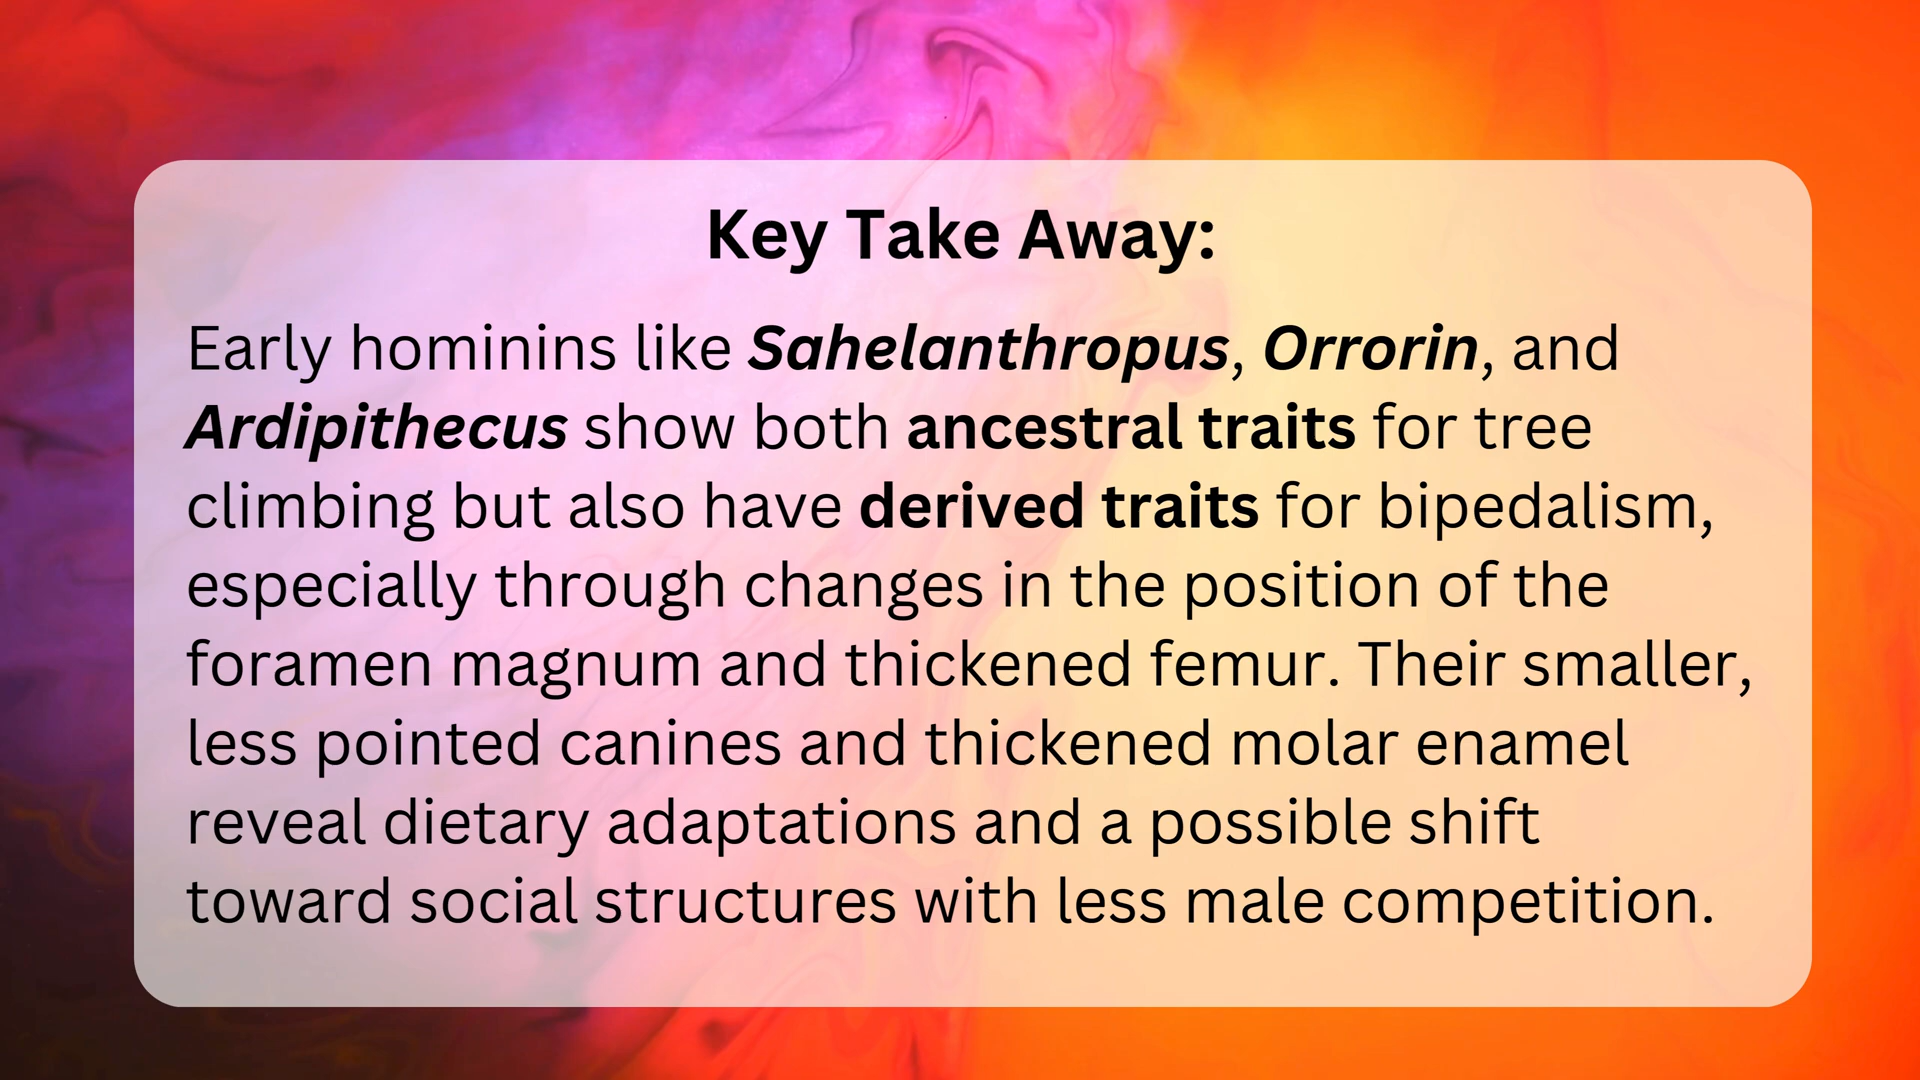 Key Take Away:
Early hominins like Sahelanthropus, Orrorin, and
Ardipithecus show both ancestral traits for tree
climbing but also have derived traits for bipedalism,
especially through changes in the position of the
foramen magnum and thickened femur. Their smaller,
less pointed canines and thickened molar enamel
reveal dietary adaptations and a possible shift
toward social structures with less male competition.